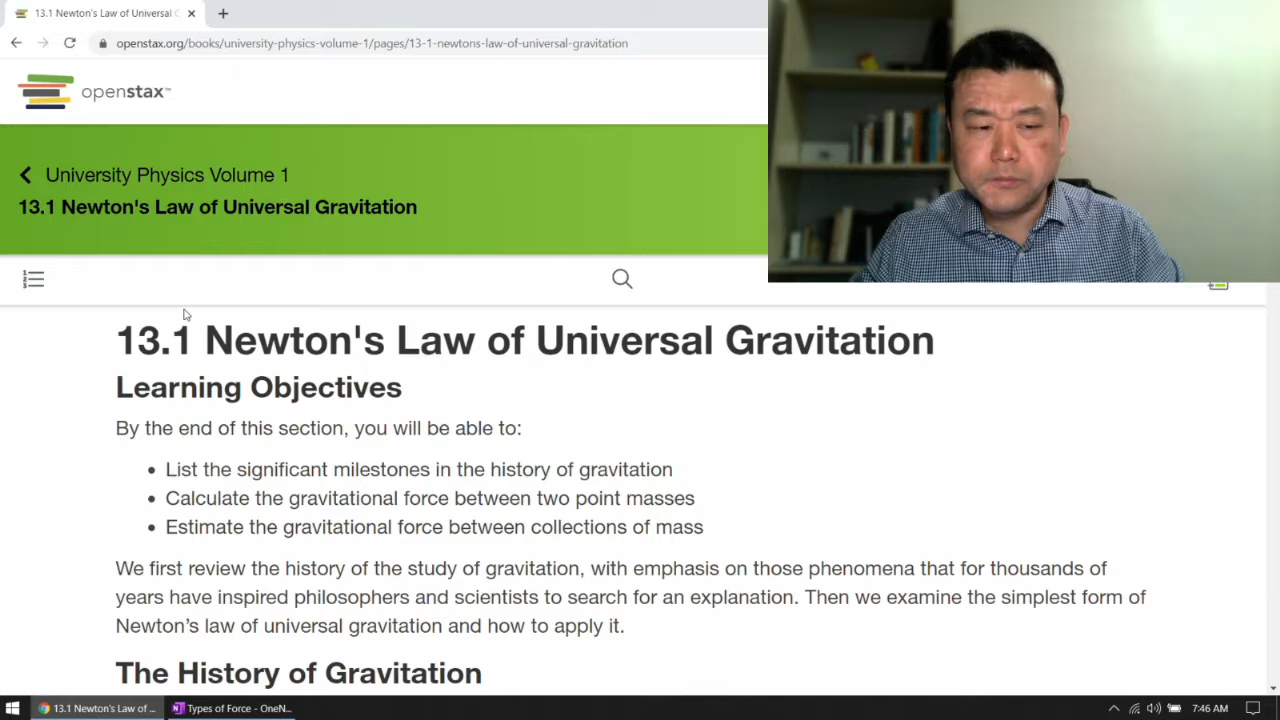 13.1 Newton's Law of Universal G
openstax.org/books/university-physics-volume-1/pages/13-1-newtons-law-of-universal-gravitation
openstax™
University Physics Volume 1
13.1 Newton's Law of Universal Gravitation
13.1 Newton's Law of Universal Gravitation
Learning Objectives
By the end of this section, you will be able to:
• List the significant milestones in the history of gravitation
• Calculate the gravitational force between two point masses
• Estimate the gravitational force between collections of mass
We first review the history of the study of gravitation, with emphasis on those phenomena that for thousands of
years have inspired philosophers and scientists to search for an explanation. Then we examine the simplest form of
Newton’s law of universal gravitation and how to apply it.
The History of Gravitation
13.1 Newton's Law of ... Types of Force - OneN... 7:46 AM